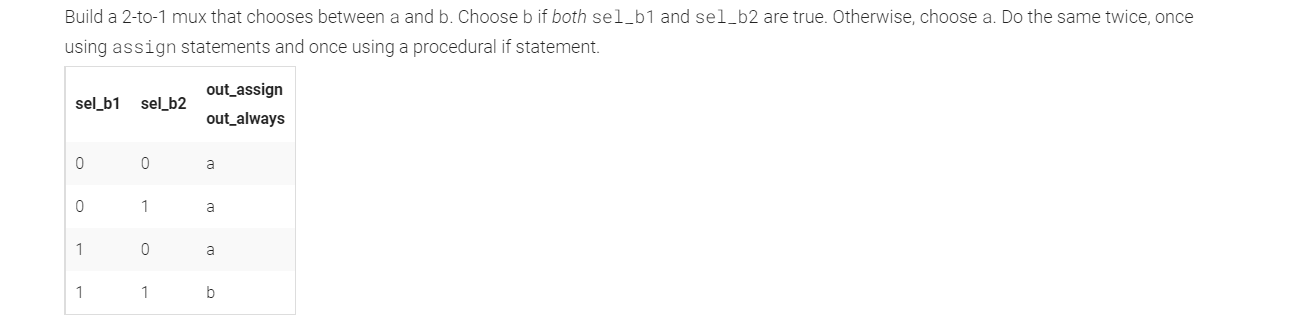 Build a 2-to-1 mux that chooses between a and b. Choose b if both sel_b1 and sel_b2 are true. Otherwise, choose a. Do the same twice, once
using assign statements and once using a procedural if statement.
sel_b1 sel_b2 out_assign
out_always
0 0 a
0 1 a
1 0 a
1 1 b